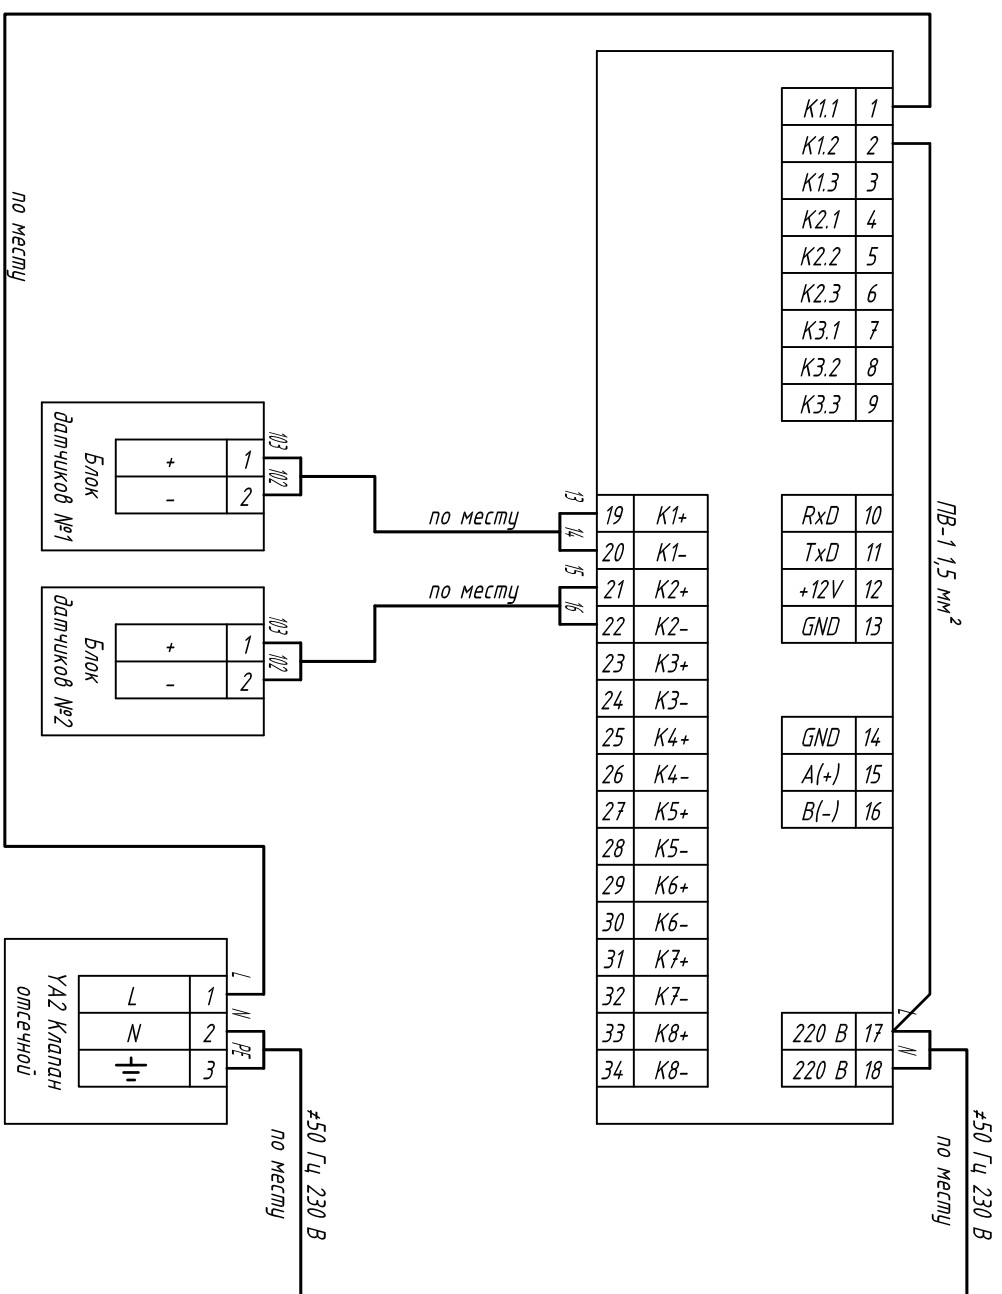 K1.1 1
K1.2 2
K1.3 3
K2.1 4
K2.2 5
K2.3 6
K3.1 7
K3.2 8
K3.3 9
RxD 10
TxD 11
+12V 12
GND 13
GND 14
A(+) 15
B(-) 16
220 В 17
220 В 18
L
N
ПВ-1 1,5 мм²
≠50 Гц 230 В
по месту
19 K1+
20 K1-
21 K2+
22 K2-
23 K3+
24 K3-
25 K4+
26 K4-
27 K5+
28 K5-
29 K6+
30 K6-
31 K7+
32 K7-
33 K8+
34 K8-
13
14
15
16
по месту
по месту
103
102
+ 1
- 2
Блок
датчиков №1
103
102
+ 1
- 2
Блок
датчиков №2
по месту
L
N
PE
L 1
N 2
3
YA2 Клапан
отсечной
≠50 Гц 230 В
по месту